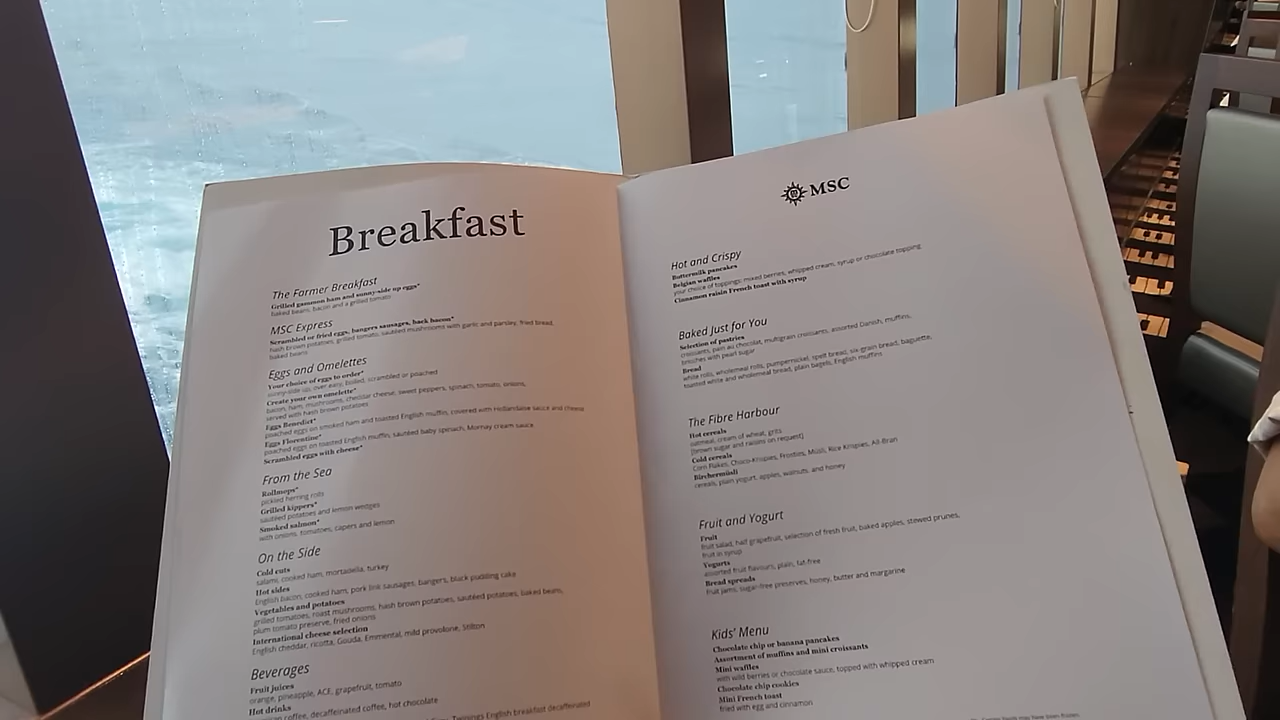 Breakfast
The Farmer Breakfast
Grilled gammon ham and sunny-side up eggs*
baked beans, bacon and a grilled tomato
MSC Express
Scrambled or fried eggs, bangers sausages, back bacon*
hash brown potatoes, grilled tomato, sautéed mushrooms with garlic and parsley, fried bread,
baked beans
Eggs and Omelettes
Your choice of eggs to order*
sunny-side up, over easy, boiled, scrambled or poached
Create your own omelette*
bacon, ham, mushrooms, cheddar cheese, sweet peppers, spinach, tomato, onions,
served with hash brown potatoes
Eggs Benedict*
poached eggs on smoked ham and toasted English muffin, covered with Hollandaise sauce and cheese
Eggs Florentine*
poached eggs on toasted English muffin, sautéed baby spinach, Mornay cream sauce
Scrambled eggs with cheese*
From the Sea
Rollmops*
pickled herring rolls
Grilled kippers*
sautéed potatoes and lemon wedges
Smoked salmon*
with onions, tomatoes, capers and lemon
On the Side
Cold cuts
salami, cooked ham, mortadella, turkey
Hot sides
English bacon, cooked ham, pork link sausages, bangers, black pudding cake
Vegetables and potatoes
grilled tomatoes, roast mushrooms, hash brown potatoes, sautéed potatoes, baked beans,
plum tomato preserve, fried onions
International cheese selection
English cheddar, ricotta, Gouda, Emmental, mild provolone, Stilton
Beverages
Fruit juices
orange, pineapple, ACE, grapefruit, tomato
Hot drinks
coffee, decaffeinated coffee, hot chocolate
Twinings English breakfast decaffeinated
MSC
Hot and Crispy
Buttermilk pancakes
Belgian waffles
your choice of toppings: mixed berries, whipped cream, syrup or chocolate topping
Cinnamon raisin French toast with syrup
Baked Just for You
Selection of pastries
croissants, pain au chocolat, multigrain croissants, assorted Danish, muffins,
brioches with pearl sugar
Bread
white rolls, wholemeal rolls, pumpernickel, spelt bread, six-grain bread, baguette,
toasted white and wholemeal bread, plain bagels, English muffins
The Fibre Harbour
Hot cereals
oatmeal, cream of wheat, grits
(brown sugar and raisins on request)
Cold cereals
Corn Flakes, Choco-Krispies, Frosties, Müsli, Rice Krispies, All-Bran
Birchermüsli
cereals, plain yogurt, apples, walnuts, and honey
Fruit and Yogurt
Fruit
fruit salad, half grapefruit, selection of fresh fruit, baked apples, stewed prunes,
fruit in syrup
Yogurts
assorted fruit flavours, plain, fat-free
Bread spreads
fruit jams, sugar-free preserves, honey, butter and margarine
Kids' Menu
Chocolate chip or banana pancakes
Assortment of muffins and mini croissants
Mini waffles
with wild berries or chocolate sauce, topped with whipped cream
Chocolate chip cookies
Mini French toast
fried with egg and cinnamon
may have been frozen.